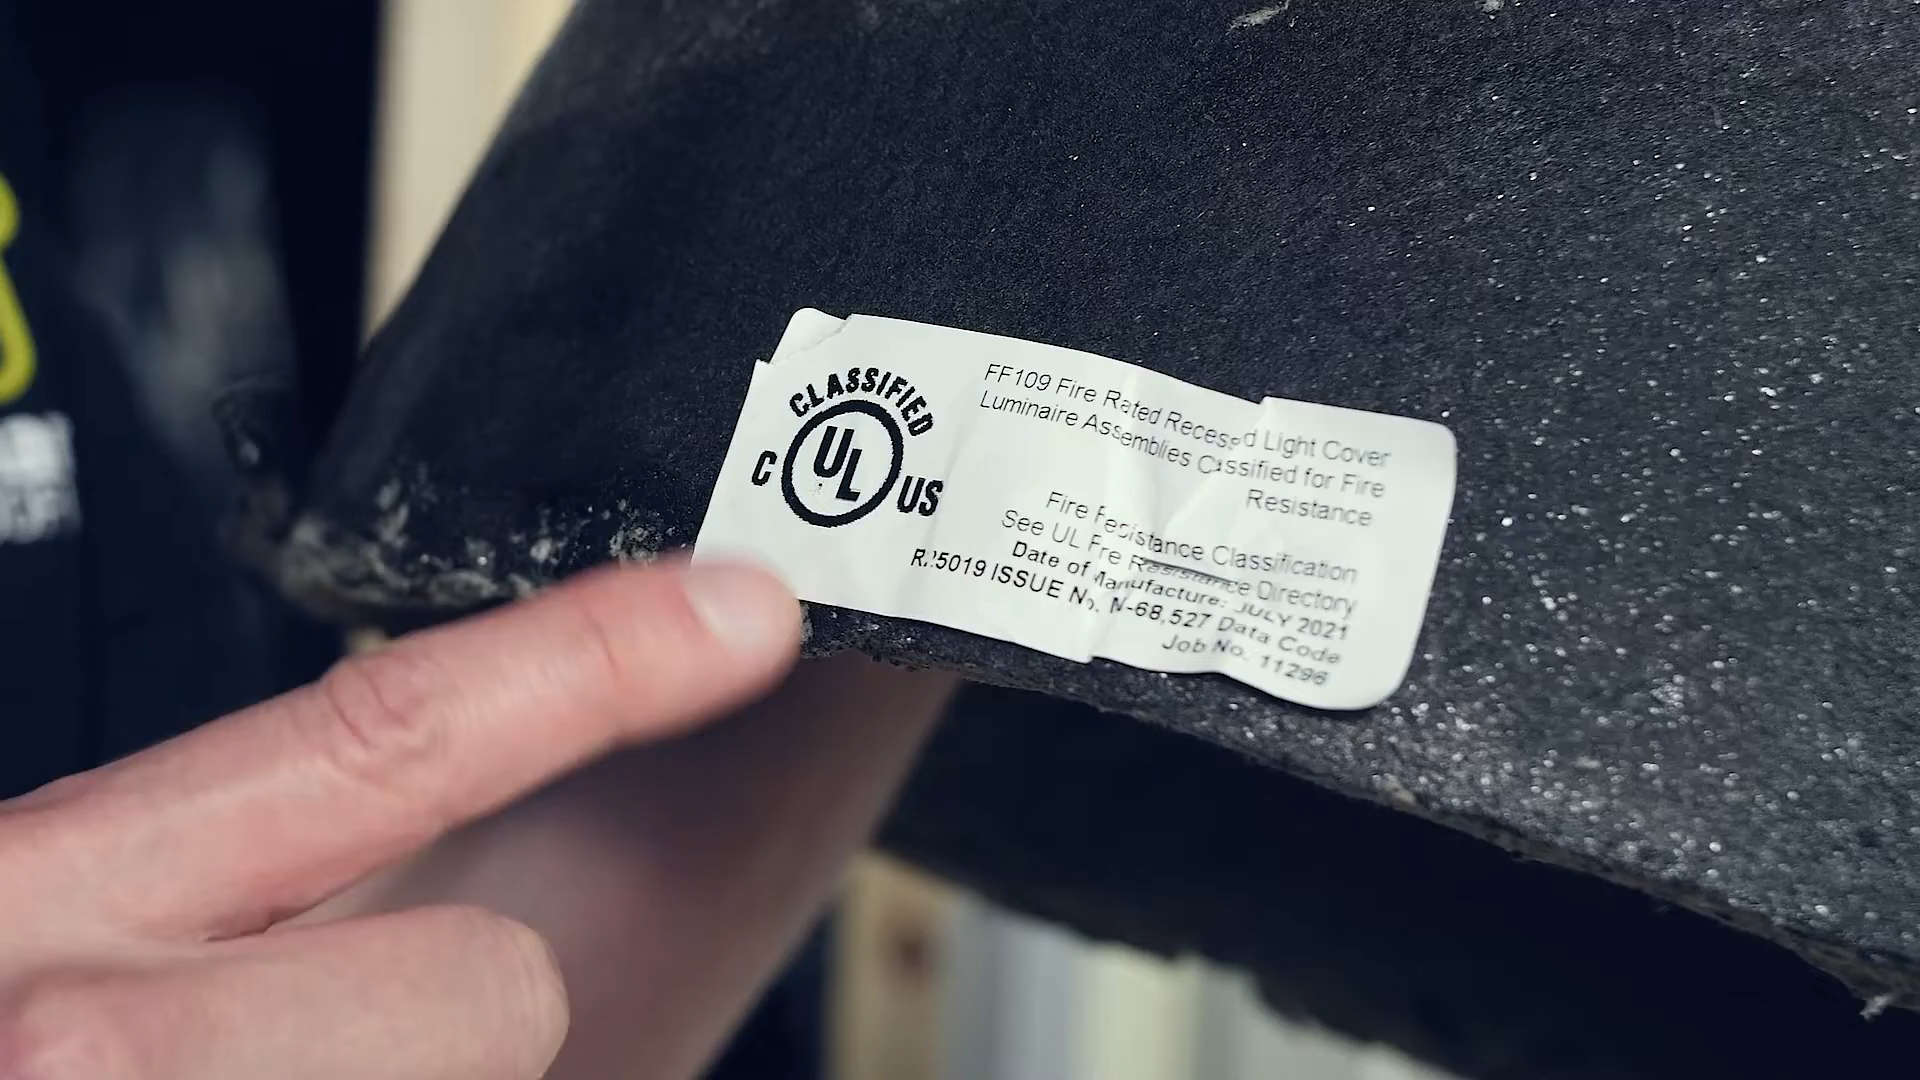 CLASSIFIED
C UL US
FF109 Fire Rated Recessd Light Cover
Luminaire Assemblies Classified for Fire
Resistance
Fire Resistance Classification
See UL Fire Resistance Directory
Date of Manufacture: JULY 2021
ISSUE No. N-68,527 Data Code
Job No. 11296